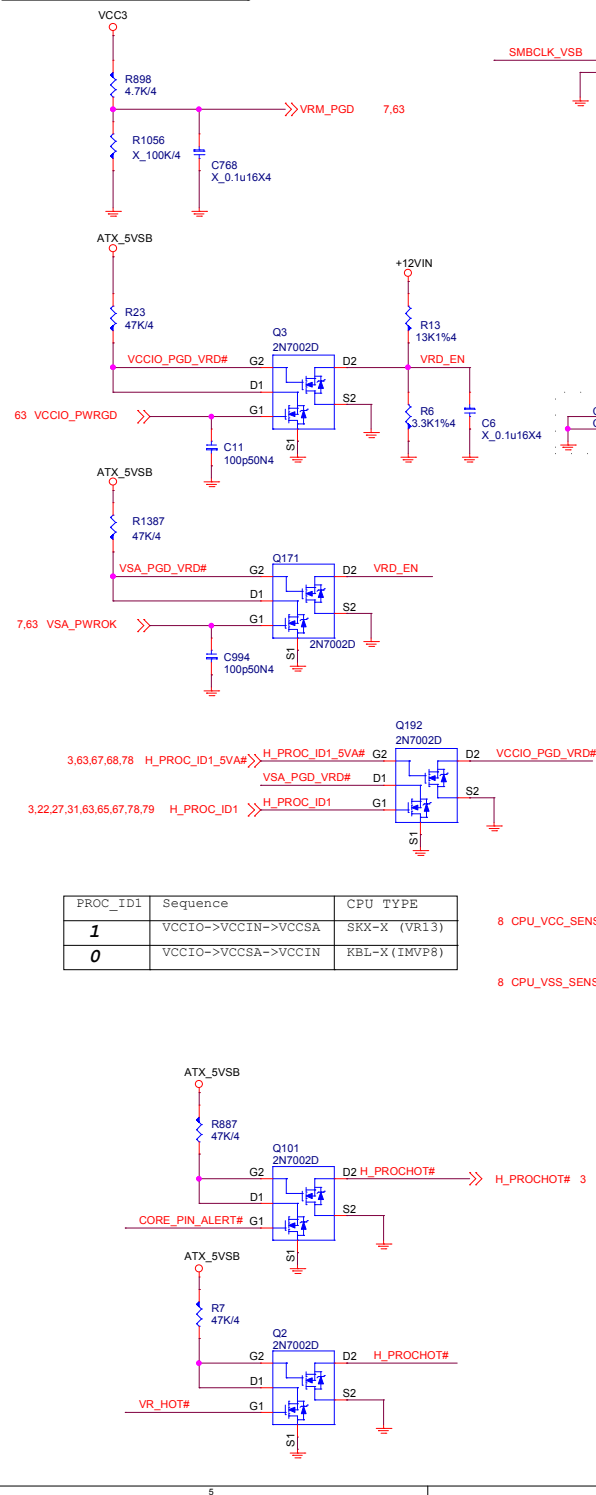 VCC3
R898
4.7K/4
VRM_PGD 7,63
R1056
X_100K/4
C768
X_0.1u16X4
SMBCLK_VSB
ATX_5VSB
R23
47K/4
VCCIO_PGD_VRD#
Q3
2N7002D
G2
D1
G1
D2
S2
S1
63 VCCIO_PWRGD
C11
100p50N4
+12VIN
R13
13K1%4
VRD_EN
R6
3.3K1%4
C6
X_0.1u16X4
ATX_5VSB
R1387
47K/4
VSA_PGD_VRD#
Q171
G2
D1
G1
D2
VRD_EN
S2
S1
2N7002D
7,63 VSA_PWROK
C994
100p50N4
Q192
2N7002D
3,63,67,68,78 H_PROC_ID1_5VA#
H_PROC_ID1_5VA# G2
VSA_PGD_VRD# D1
3,22,27,31,63,65,67,78,79 H_PROC_ID1
H_PROC_ID1 G1
D2 VCCIO_PGD_VRD#
S2
S1
PROC_ID1 Sequence CPU TYPE
1 VCCIO->VCCIN->VCCSA SKX-X (VR13)
0 VCCIO->VCCSA->VCCIN KBL-X(IMVP8)
8 CPU_VCC_SENS
8 CPU_VSS_SENS
ATX_5VSB
R887
47K/4
Q101
2N7002D
G2
D1
CORE_PIN_ALERT# G1
D2 H_PROCHOT#
H_PROCHOT# 3
S2
S1
ATX_5VSB
R7
47K/4
Q2
2N7002D
G2
D1
VR_HOT# G1
D2 H_PROCHOT#
S2
S1
5